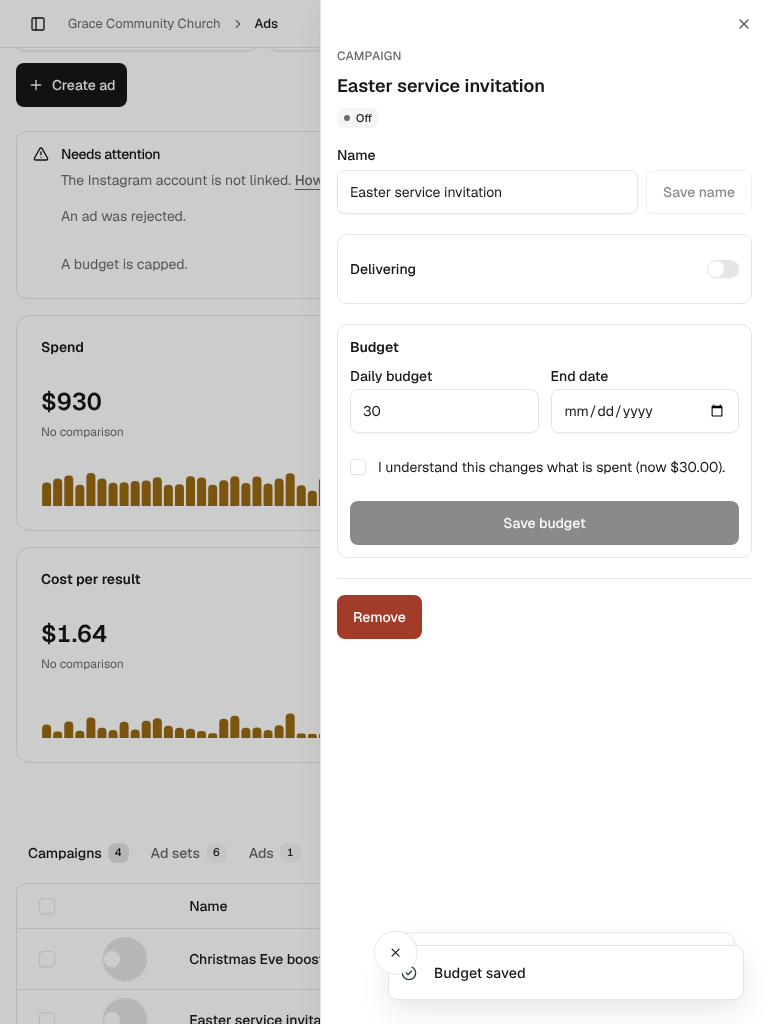 Grace Community Church > Ads
Create ad
Needs attention
The Instagram account is not linked. How
An ad was rejected.
A budget is capped.
Spend
$930
No comparison
Cost per result
$1.64
No comparison
Campaigns 4 Ad sets 6 Ads 1
Name
Christmas Eve boos
Easter service invita
CAMPAIGN
Easter service invitation
Off
Name
Easter service invitation Save name
Delivering
Budget
Daily budget End date
30 mm/dd/yyyy
I understand this changes what is spent (now $30.00).
Save budget
Remove
Budget saved